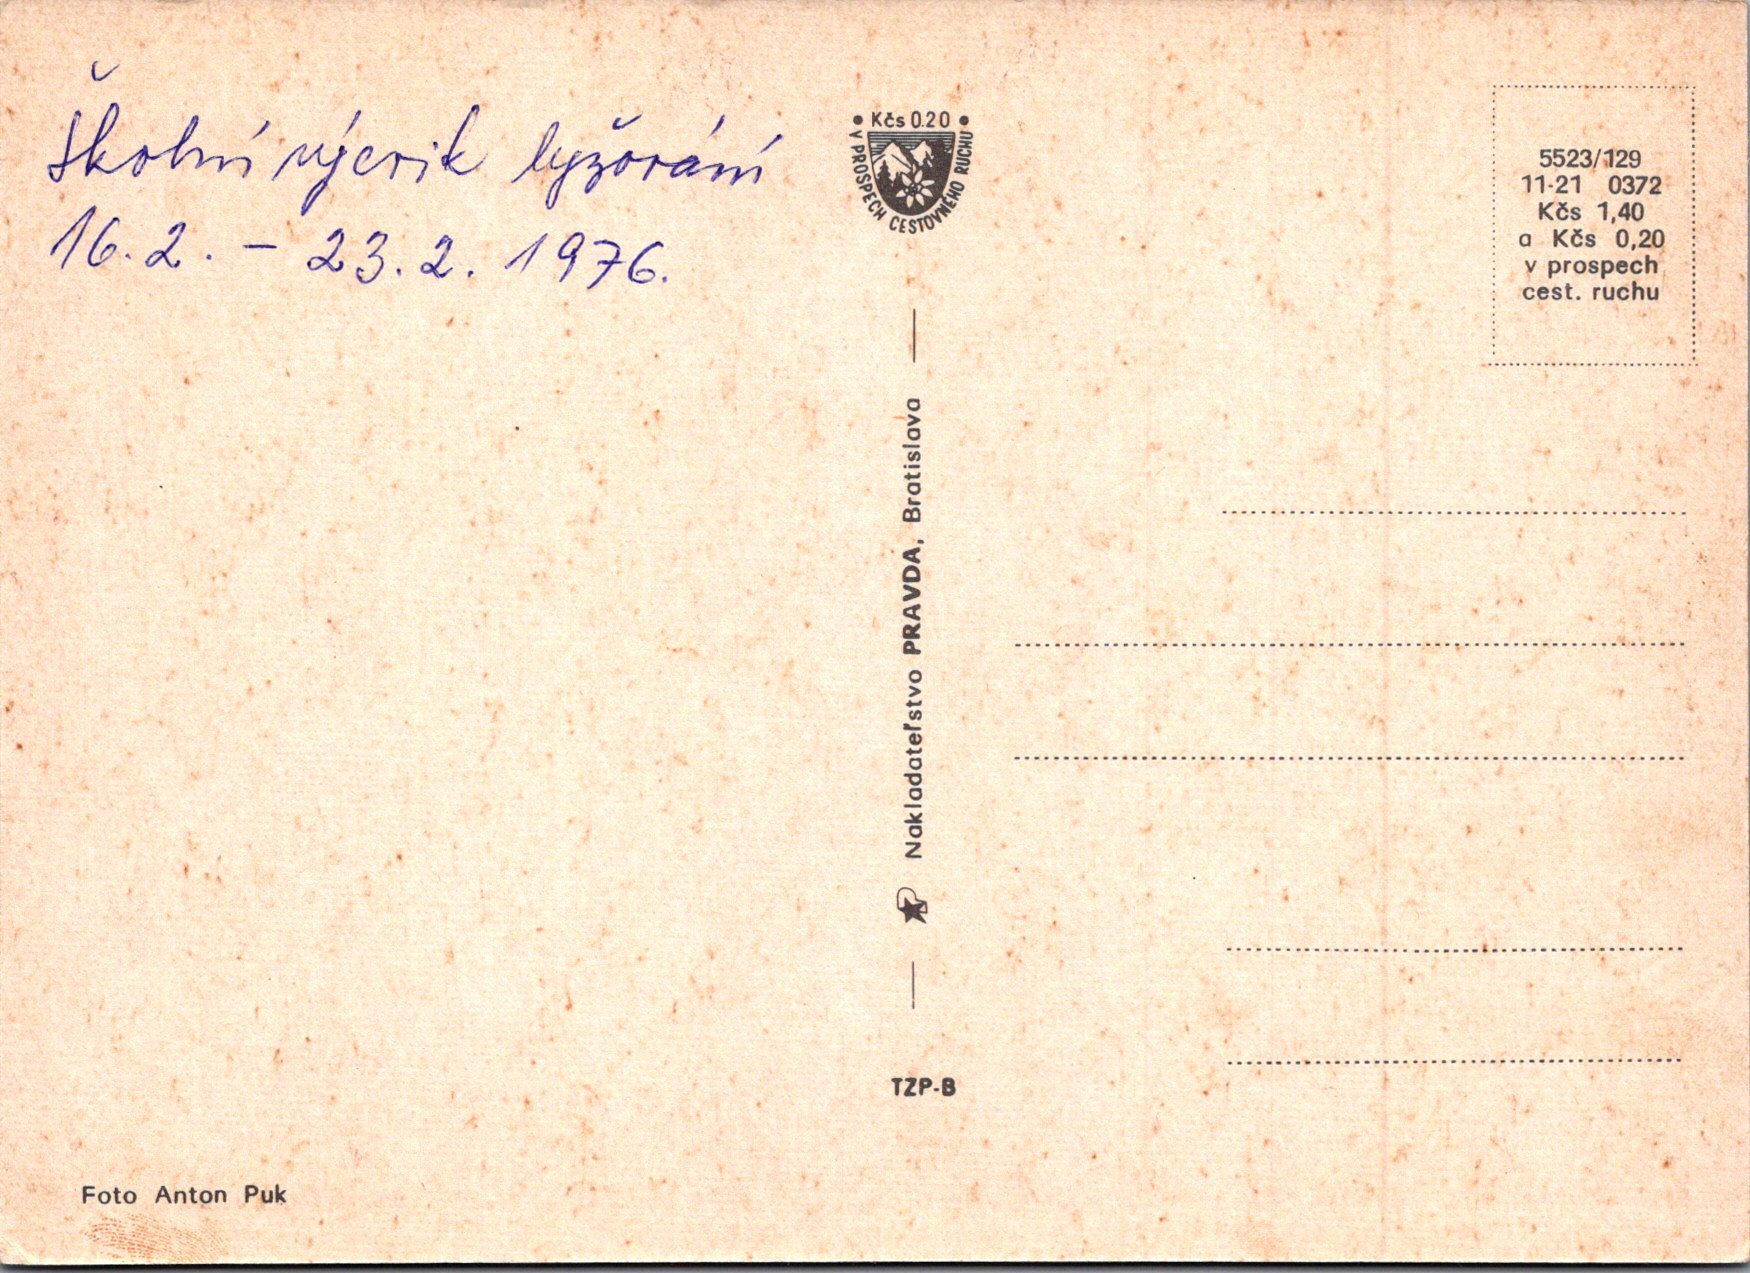 Školní výcvik lyžování
16. 2. – 23. 2. 1976.
• Kčs 0.20 •
V PROSPECH CESTOVNÉHO RUCHU
5523/129
11-21 0372
Kčs 1,40
a Kčs 0,20
v prospech
cest. ruchu
Nakladateľstvo PRAVDA, Bratislava
TZP-B
Foto Anton Puk